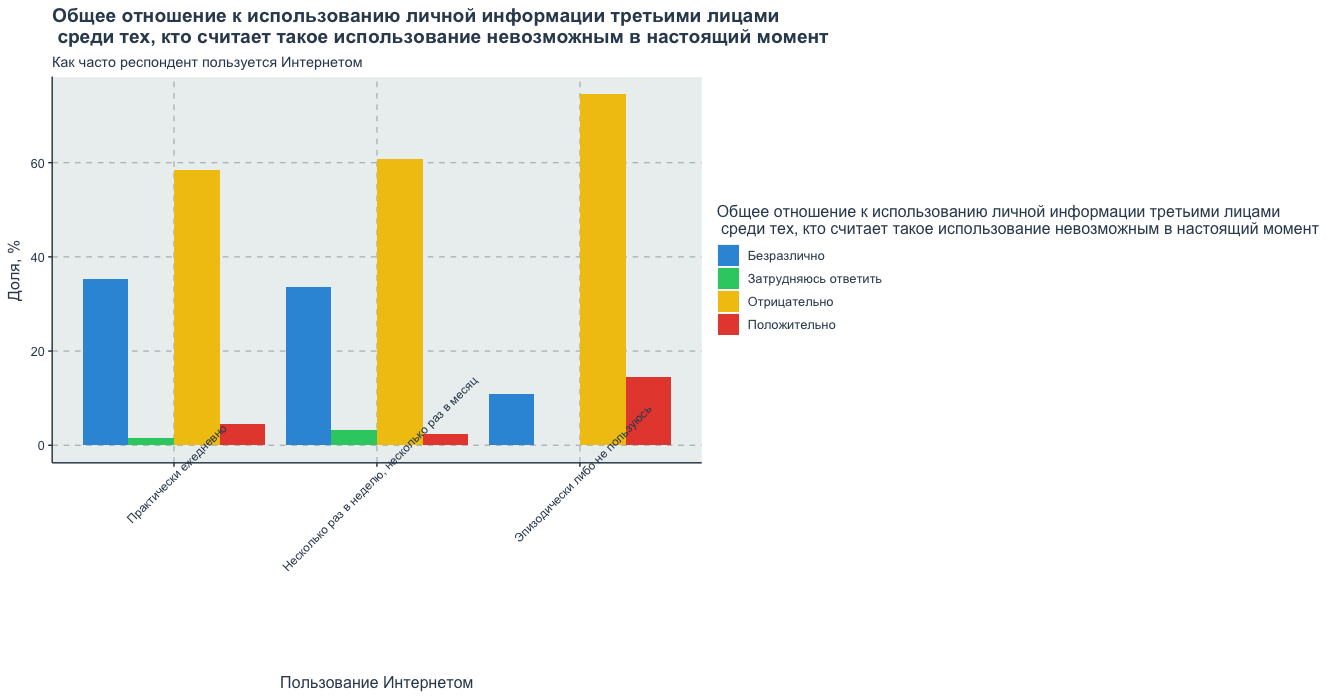 Общее отношение к использованию личной информации третьими лицами
среди тех, кто считает такое использование невозможным в настоящий момент
Как часто респондент пользуется Интернетом
Доля, %
60
40
20
0
Практически ежедневно
Несколько раз в неделю, несколько раз в месяц
Эпизодически либо не пользуюсь
Пользование Интернетом
Общее отношение к использованию личной информации третьими лицами
среди тех, кто считает такое использование невозможным в настоящий момент
Безразлично
Затрудняюсь ответить
Отрицательно
Положительно